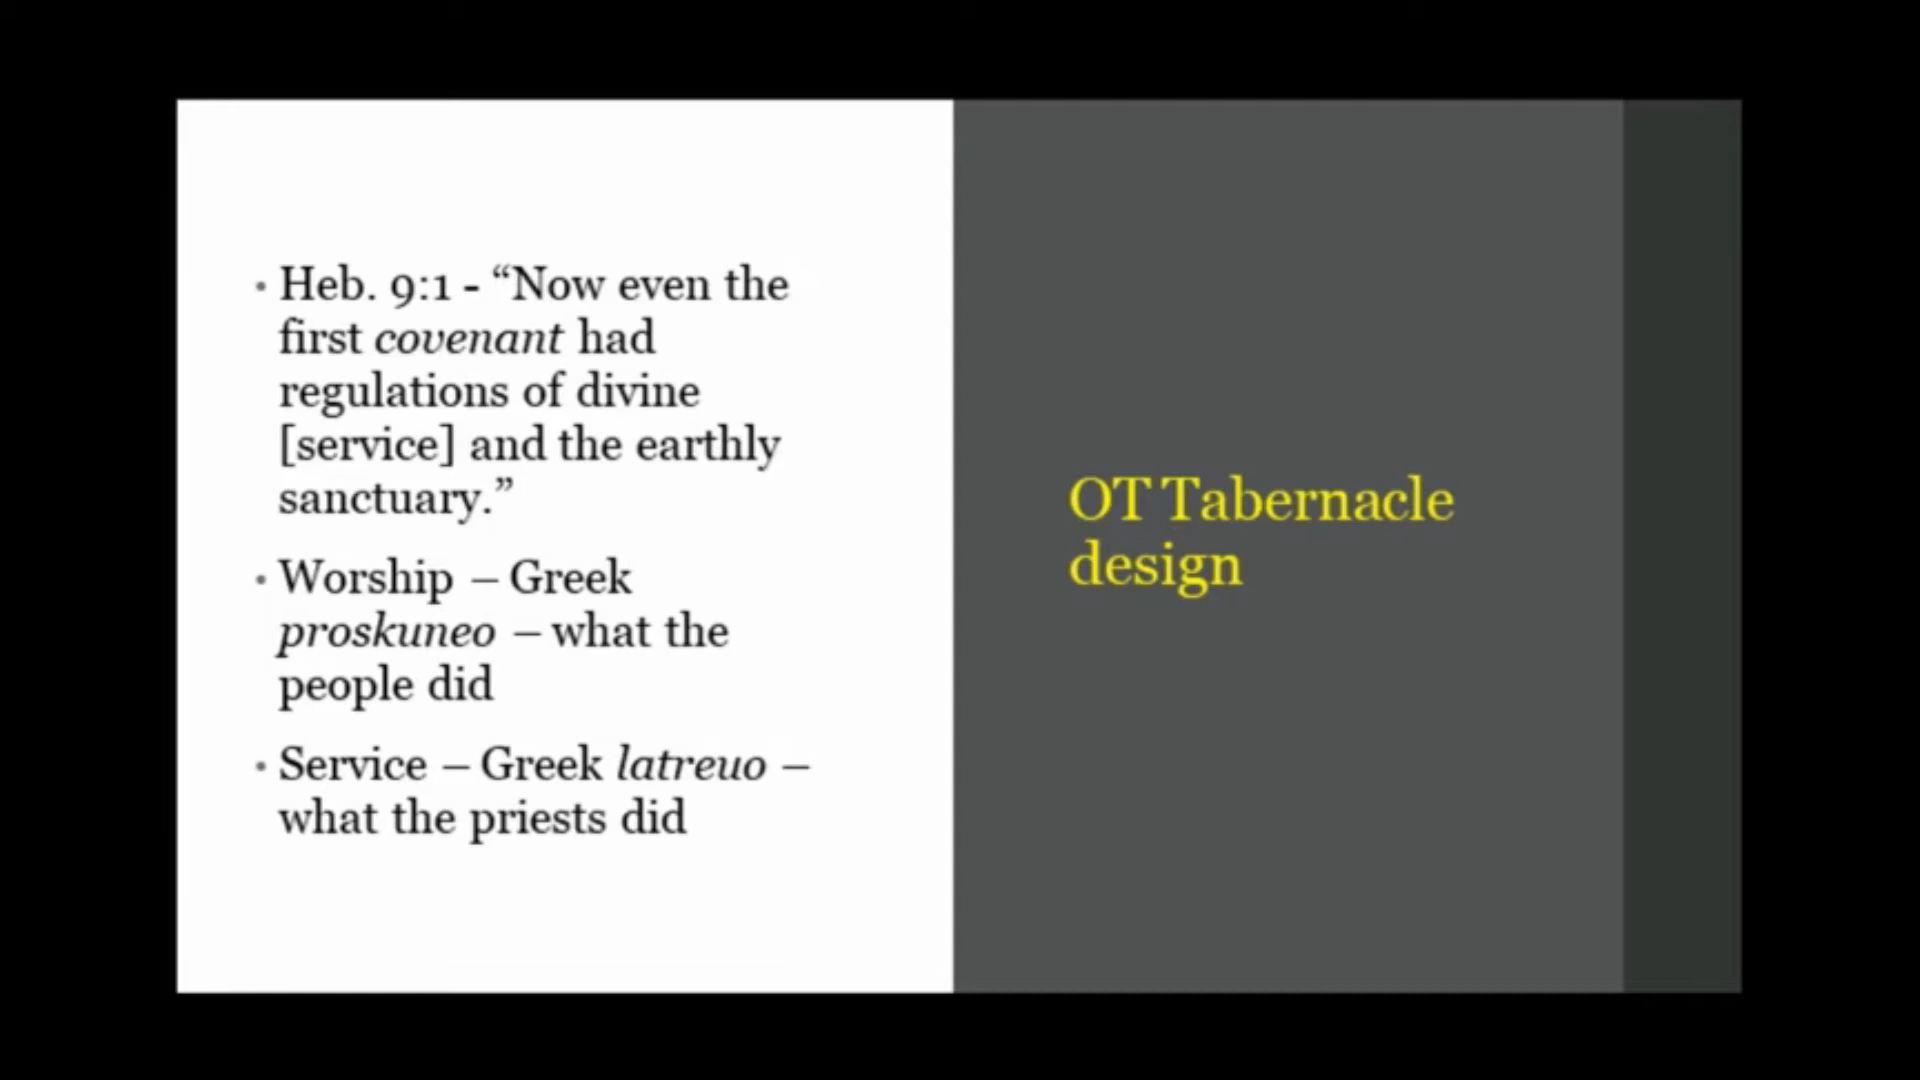 • Heb. 9:1 - “Now even the
first covenant had
regulations of divine
[service] and the earthly
sanctuary.”
• Worship – Greek
proskuneo – what the
people did
• Service – Greek latreuo –
what the priests did
OT Tabernacle
design